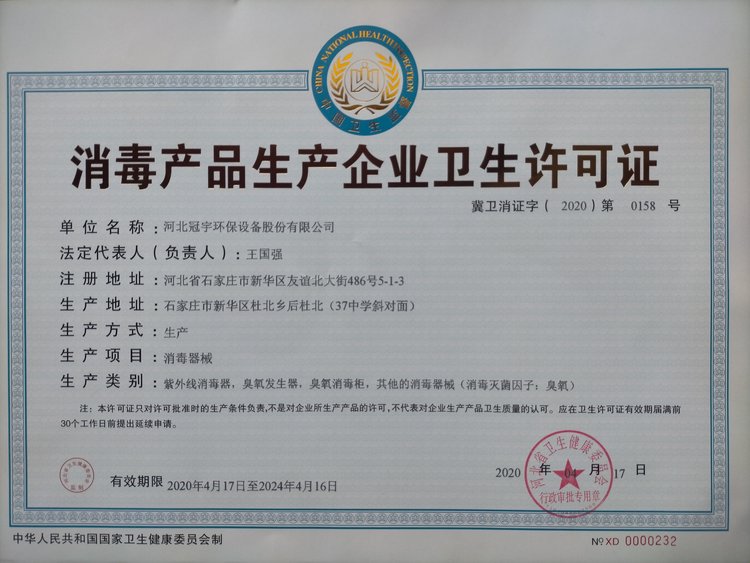 CHINA NATIONAL HEALTH INSPECTION
中国卫生监督
消毒产品生产企业卫生许可证
冀卫消证字（ 2020）第 0158 号
单位名称：河北冠宇环保设备股份有限公司
法定代表人（负责人）：王国强
注册地址：河北省石家庄市新华区友谊北大街486号5-1-3
生产地址：石家庄市新华区杜北乡后杜北（37中学斜对面）
生产方式：生产
生产项目：消毒器械
生产类别：紫外线消毒器，臭氧发生器，臭氧消毒柜，其他的消毒器械（消毒灭菌因子：臭氧）
注：本许可证只对许可批准时的生产条件负责,不是对企业所生产产品的许可,不代表对企业生产产品卫生质量的认可。应在卫生许可证有效期届满前
30个工作日前提出延续申请。
有效期限 2020年4月17日至2024年4月16日
2020 年 04 月 17 日
河北省卫生健康委员会
行政审批专用章
中华人民共和国国家卫生健康委员会制
№XD 0000232